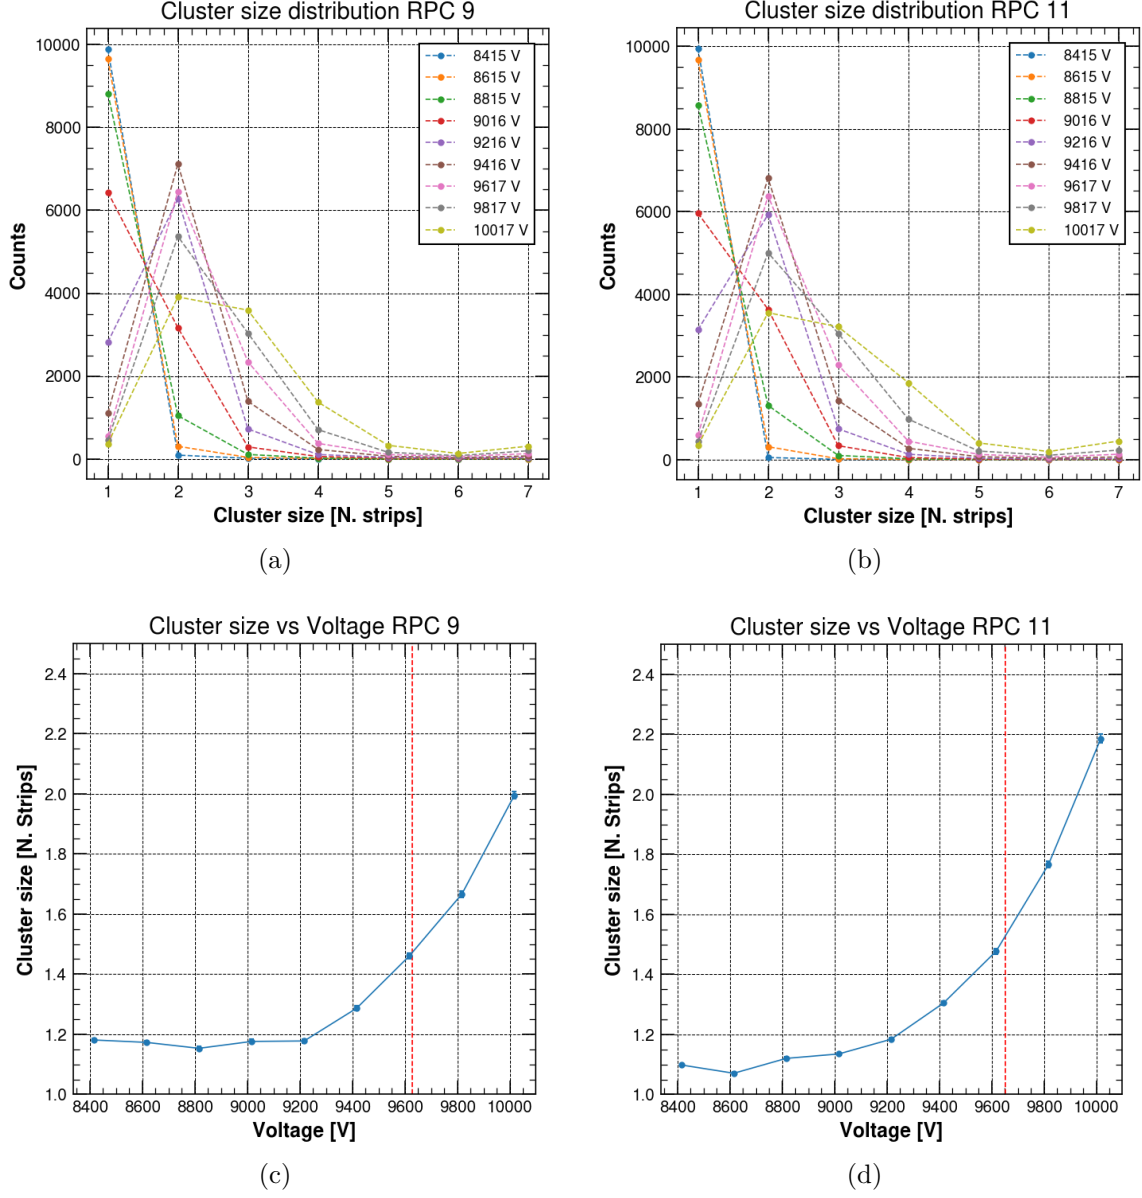 Cluster size distribution RPC 9
10000
8000
6000
4000
2000
0
Counts
8415 V
8615 V
8815 V
9016 V
9216 V
9416 V
9617 V
9817 V
10017 V
1 2 3 4 5 6 7
Cluster size [N. strips]
(a)
Cluster size distribution RPC 11
10000
8000
6000
4000
2000
0
Counts
8415 V
8615 V
8815 V
9016 V
9216 V
9416 V
9617 V
9817 V
10017 V
1 2 3 4 5 6 7
Cluster size [N. strips]
(b)
Cluster size vs Voltage RPC 9
2.4
2.2
2.0
1.8
1.6
1.4
1.2
1.0
Cluster size [N. Strips]
8400 8600 8800 9000 9200 9400 9600 9800 10000
Voltage [V]
(c)
Cluster size vs Voltage RPC 11
2.4
2.2
2.0
1.8
1.6
1.4
1.2
1.0
Cluster size [N. Strips]
8400 8600 8800 9000 9200 9400 9600 9800 10000
Voltage [V]
(d)